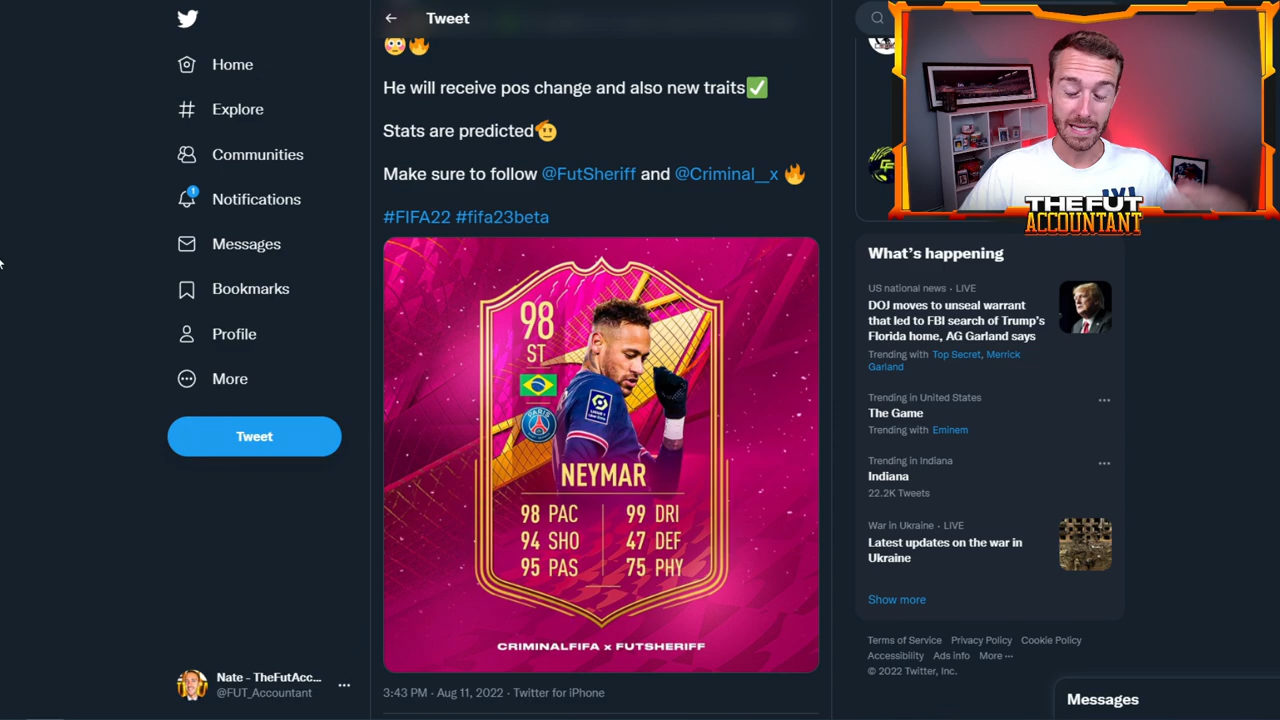 Home
Explore
Communities
Notifications
1
Messages
Bookmarks
Profile
More
Tweet
Nate - TheFutAcc...
@FUT_Accountant
Tweet
He will receive pos change and also new traits✅
Stats are predicted
Make sure to follow @FutSheriff and @Criminal__x 🔥
#FIFA22 #fifa23beta
98
ST
PARIS
NEYMAR
98 PAC
94 SHO
95 PAS
99 DRI
47 DEF
75 PHY
CRIMINALFIFA x FUTSHERIFF
3:43 PM · Aug 11, 2022 · Twitter for iPhone
THE FUT
ACCOUNTANT
What's happening
US national news · LIVE
DOJ moves to unseal warrant
that led to FBI search of Trump's
Florida home, AG Garland says
Trending with Top Secret, Merrick
Garland
Trending in United States
The Game
Trending with Eminem
Trending in Indiana
Indiana
22.2K Tweets
War in Ukraine · LIVE
Latest updates on the war in
Ukraine
Show more
Terms of Service Privacy Policy Cookie Policy
Accessibility Ads info More ···
© 2022 Twitter, Inc.
Messages